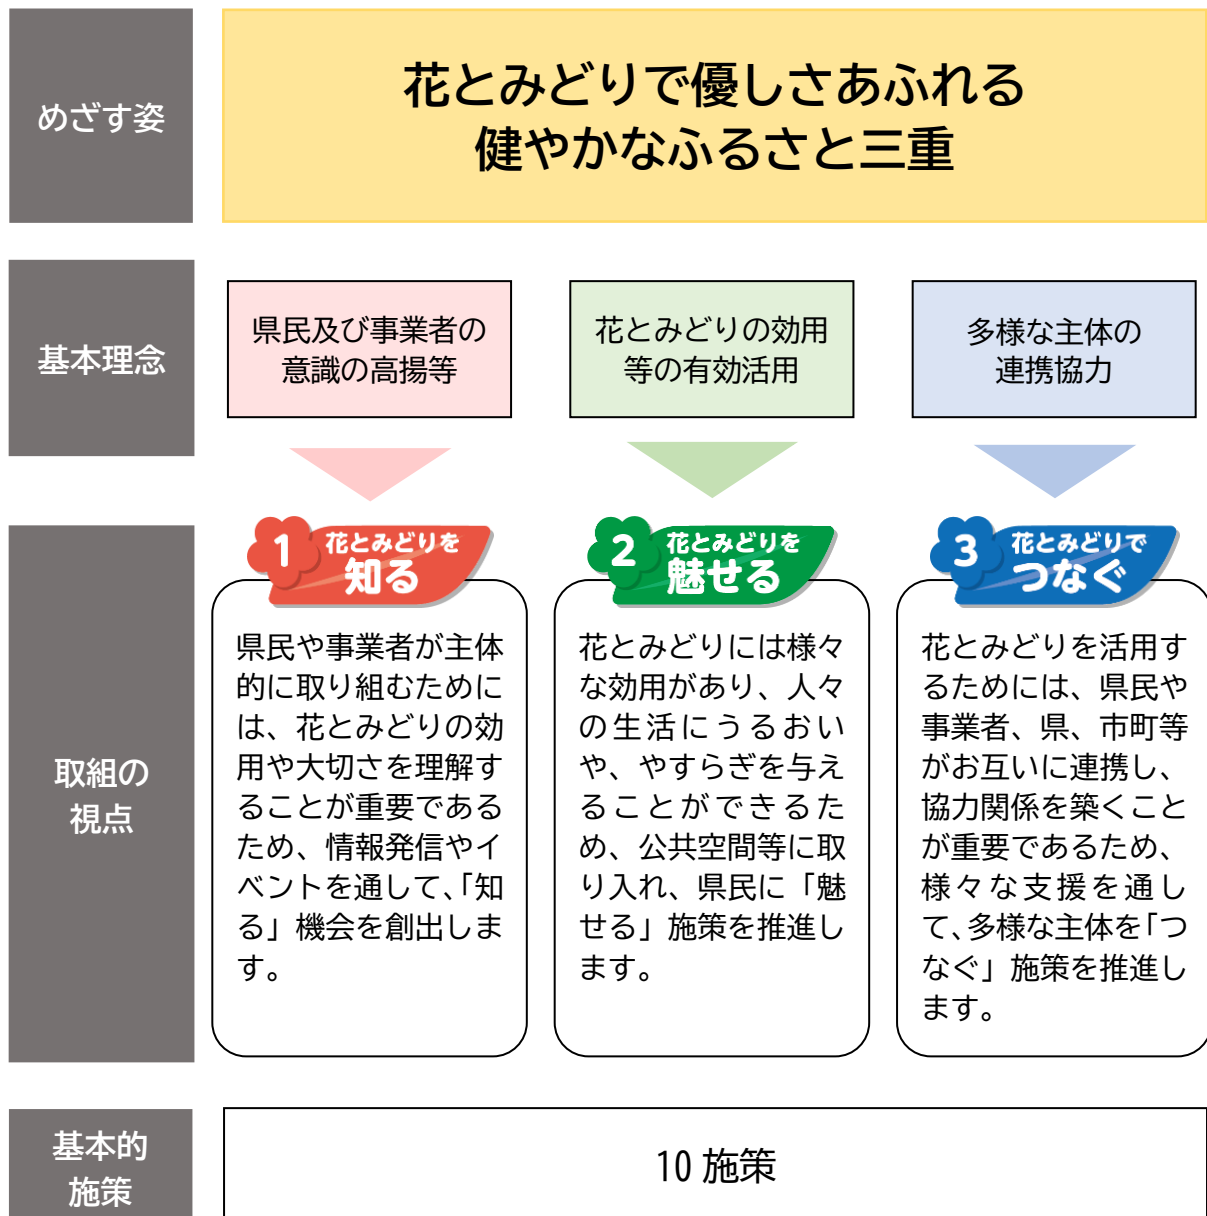 めざす姿
花とみどりで優しさあふれる
健やかなふるさと三重
基本理念
県民及び事業者の
意識の高揚等
花とみどりの効用
等の有効活用
多様な主体の
連携協力
取組の
視点
1 花とみどりを
知る
県民や事業者が主体
的に取り組むために
は、花とみどりの効
用や大切さを理解す
ることが重要である
ため、情報発信やイ
ベントを通して、「知
る」機会を創出しま
す。
2 花とみどりを
魅せる
花とみどりには様々
な効用があり、人々
の生活にうるおい
や、やすらぎを与え
ることができるた
め、公共空間等に取
り入れ、県民に「魅
せる」施策を推進し
ます。
3 花とみどりで
つなぐ
花とみどりを活用す
るためには、県民や
事業者、県、市町等
がお互いに連携し、
協力関係を築くこと
が重要であるため、
様々な支援を通し
て、多様な主体を「つ
なぐ」施策を推進し
ます。
基本的
施策
10 施策